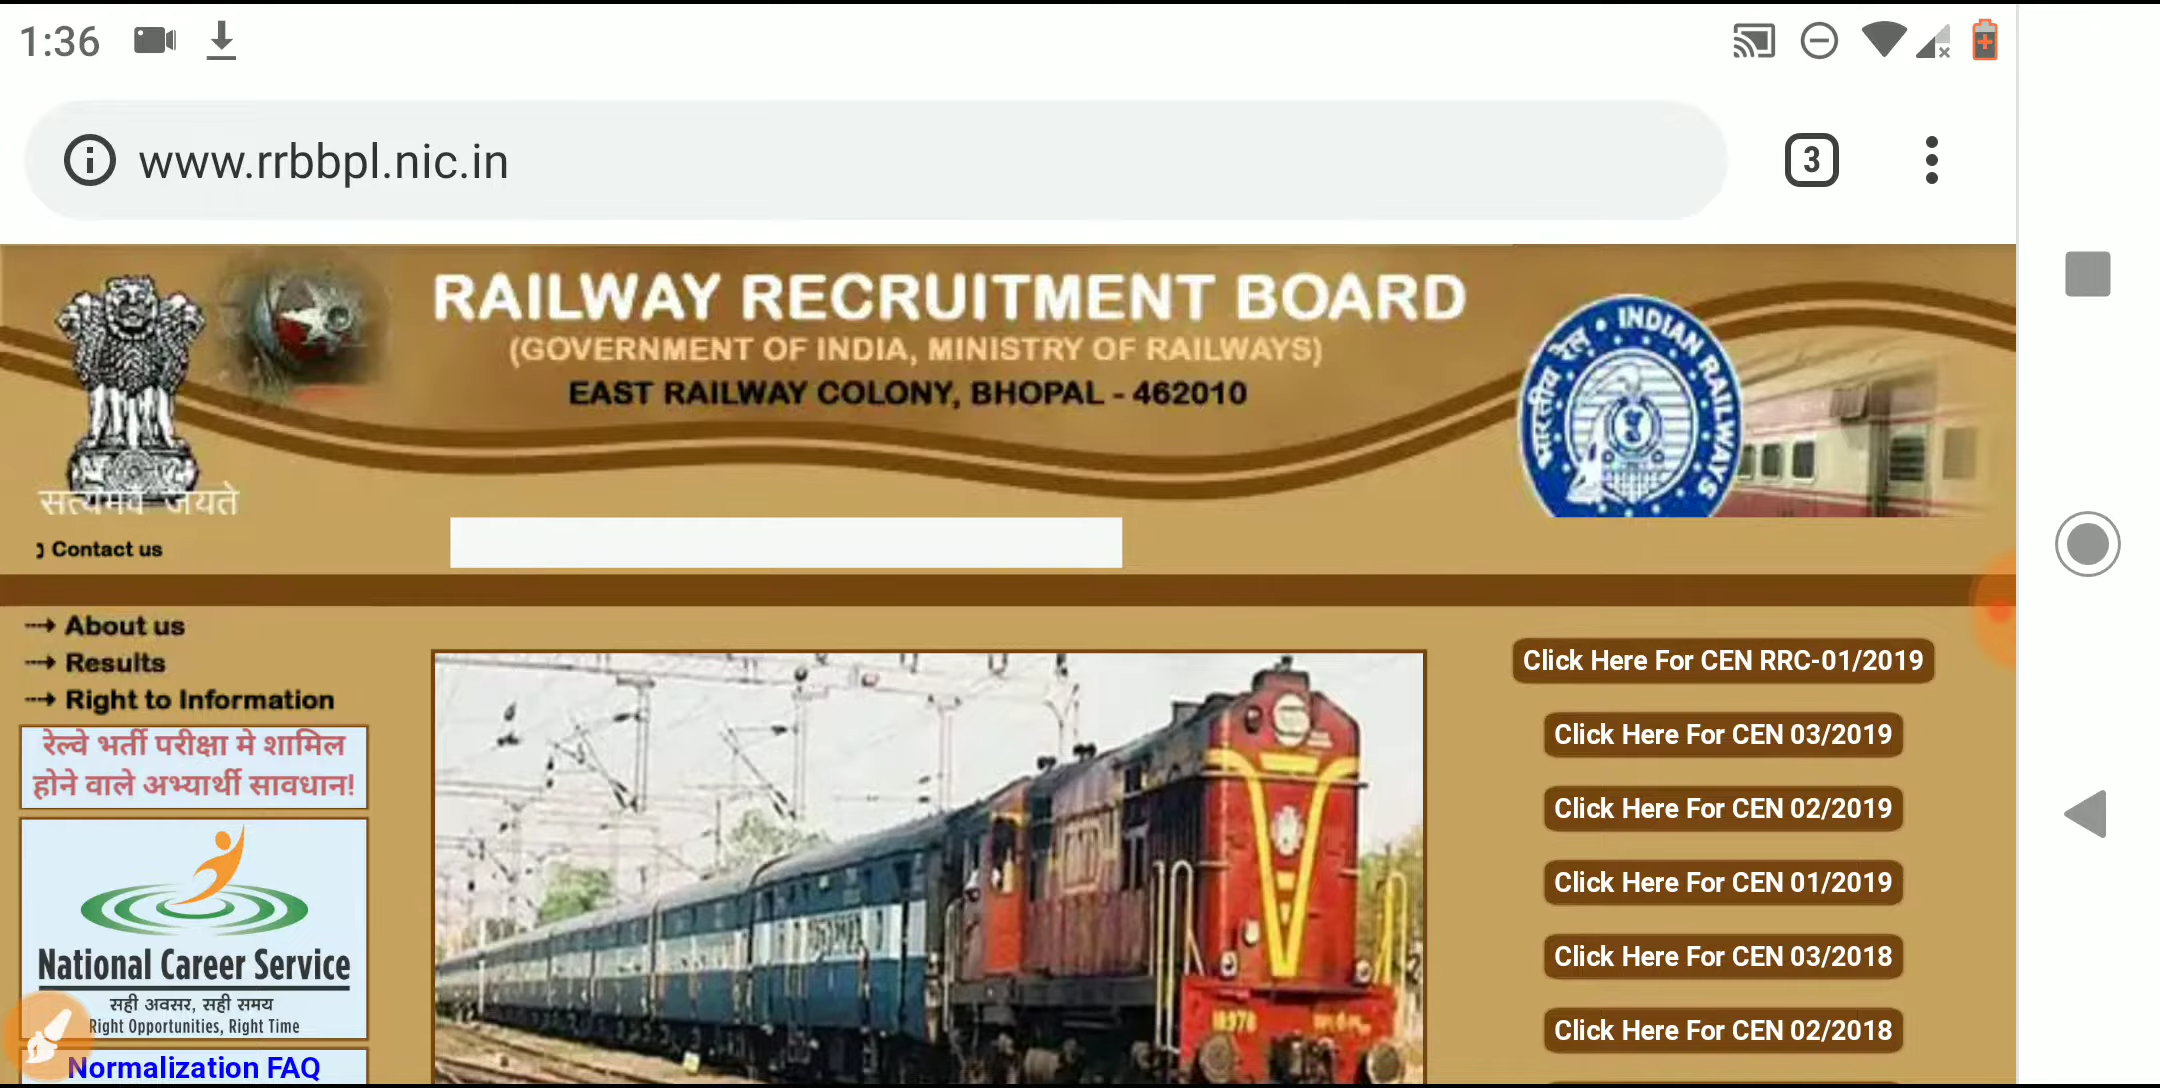 1:36
www.rrbbpl.nic.in
3
RAILWAY RECRUITMENT BOARD
(GOVERNMENT OF INDIA, MINISTRY OF RAILWAYS)
EAST RAILWAY COLONY, BHOPAL - 462010
सत्यमेव जयते
भारतीय रेल • INDIAN RAILWAYS
Contact us
About us
Results
Right to Information
रेल्वे भर्ती परीक्षा मे शामिल
होने वाले अभ्यार्थी सावधान!
National Career Service
सही अवसर, सही समय
Right Opportunities, Right Time
Normalization FAQ
Click Here For CEN RRC-01/2019
Click Here For CEN 03/2019
Click Here For CEN 02/2019
Click Here For CEN 01/2019
Click Here For CEN 03/2018
Click Here For CEN 02/2018